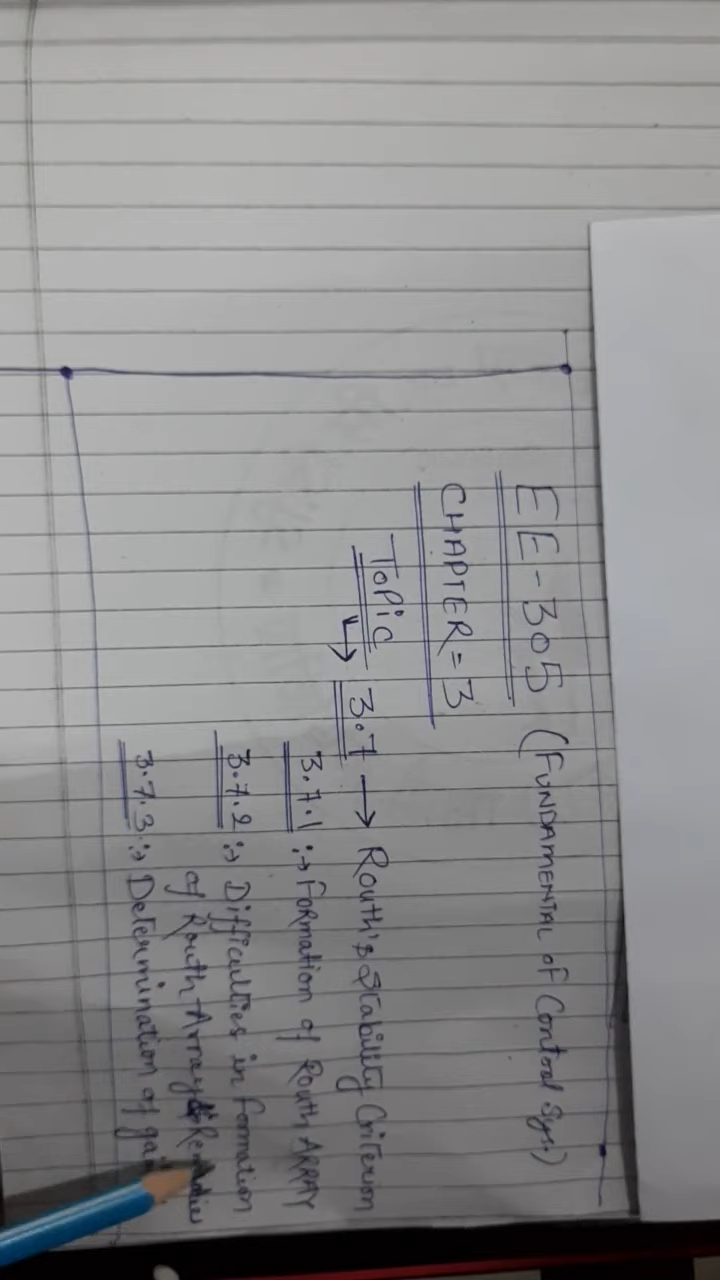 EE-305 (FUNDAMENTAL of Control Sys:)
CHAPTER=3
Topic
3.7 → Routh's Stability Criterion
3.7.1 :→ Formation of Routh ARRAY
3.7.2 :→ Difficulties in formation
of Routh Array & Remedies
3.7.3 :→ Determination of